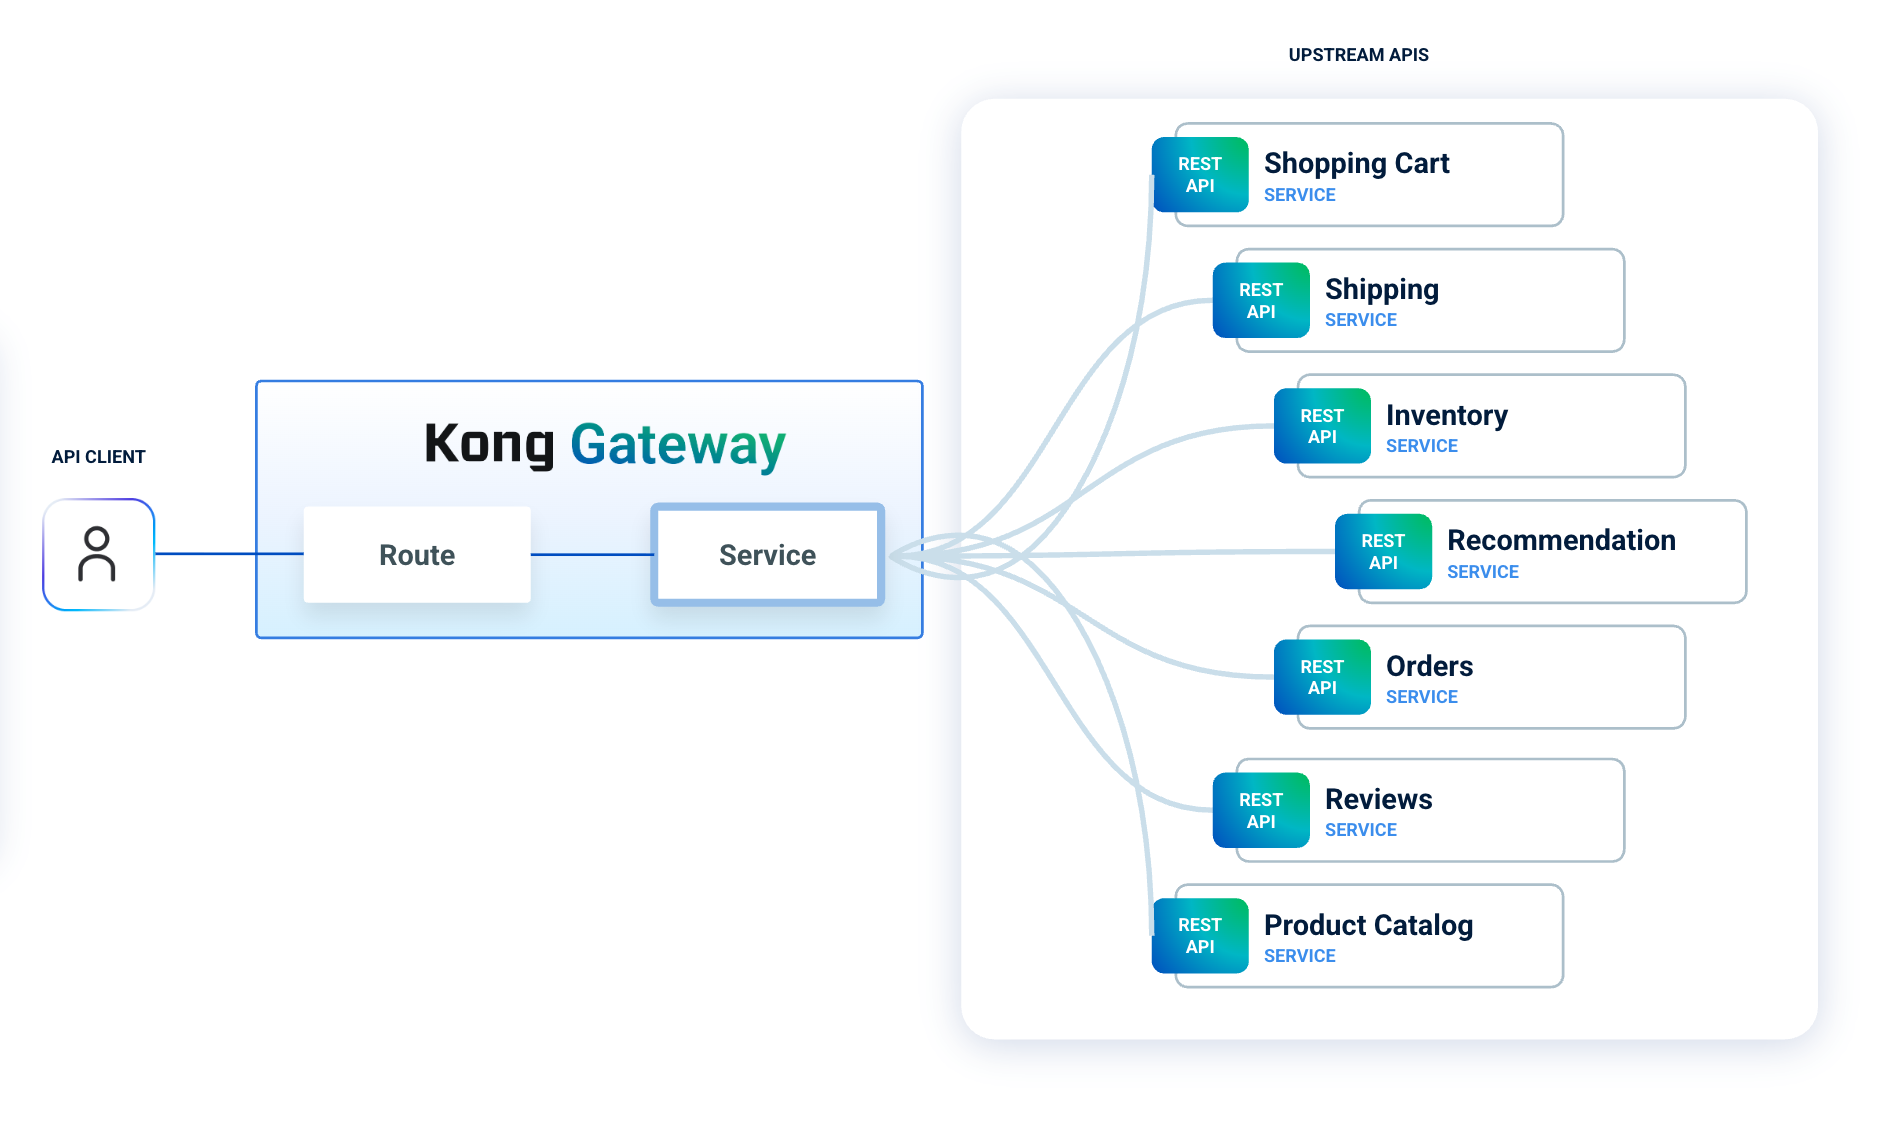 UPSTREAM APIS
REST
API
Shopping Cart
SERVICE
REST
API
Shipping
SERVICE
REST
API
Inventory
SERVICE
Kong Gateway
API CLIENT
Route
Service
REST
API
Recommendation
SERVICE
REST
API
Orders
SERVICE
REST
API
Reviews
SERVICE
REST
API
Product Catalog
SERVICE